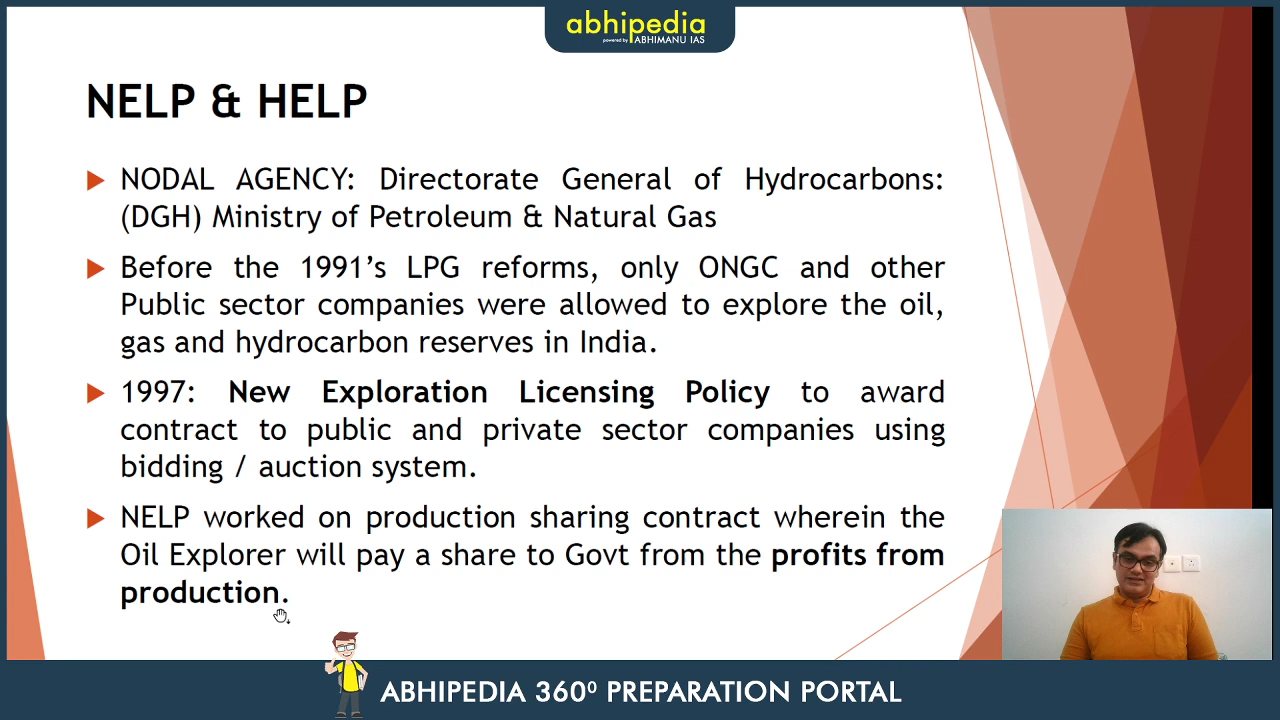 abhipedia
powered by ABHIMANU IAS
NELP & HELP
NODAL AGENCY: Directorate General of Hydrocarbons:
(DGH) Ministry of Petroleum & Natural Gas
Before the 1991’s LPG reforms, only ONGC and other
Public sector companies were allowed to explore the oil,
gas and hydrocarbon reserves in India.
1997: New Exploration Licensing Policy to award
contract to public and private sector companies using
bidding / auction system.
NELP worked on production sharing contract wherein the
Oil Explorer will pay a share to Govt from the profits from
production.
ABHIPEDIA 360⁰ PREPARATION PORTAL